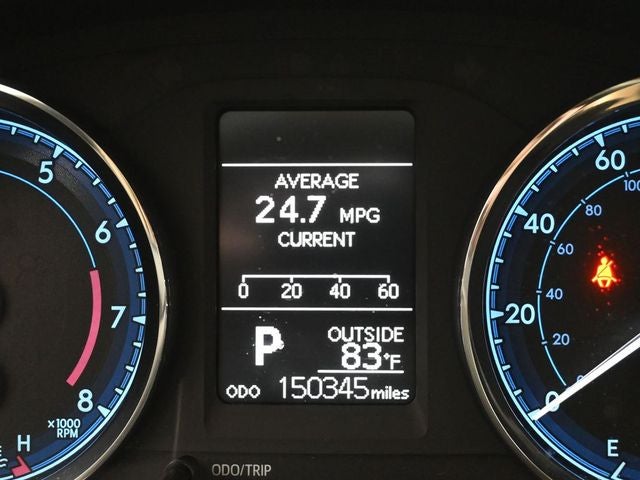 5
6
7
8
x1000
RPM
H
AVERAGE
24.7 MPG
CURRENT
0 20 40 60
P
OUTSIDE
83°F
ODO 150345 miles
ODO/TRIP
60
100
80
40
60
40
20
20
0
E